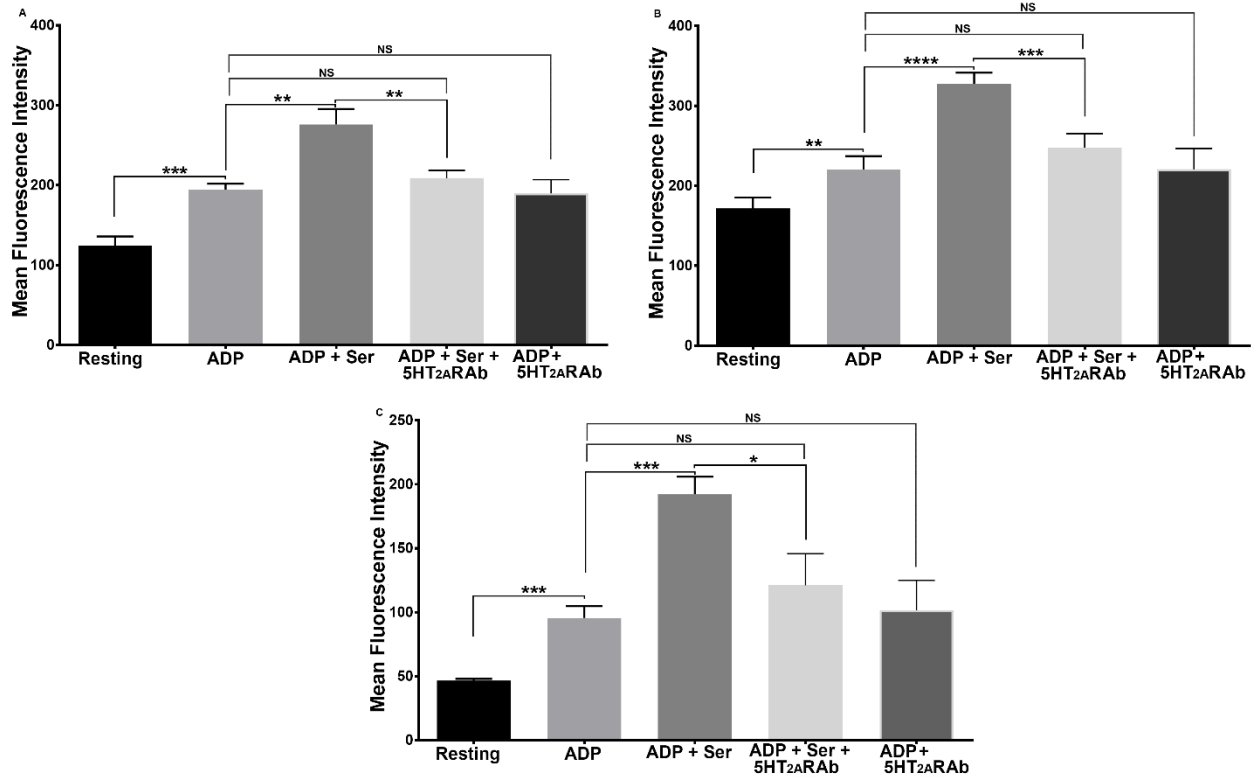 A
Mean Fluorescence Intensity
400
300
200
100
0
NS
NS
**
**
***
Resting
ADP
ADP + Ser
ADP + Ser +
5HT2ARAb
ADP+
5HT2ARAb
B
Mean Fluorescence Intensity
400
300
200
100
0
NS
NS
****
***
**
Resting
ADP
ADP + Ser
ADP + Ser +
5HT2ARAb
ADP+
5HT2ARAb
C
Mean Fluorescence Intensity
250
200
150
100
50
0
NS
NS
***
*
***
Resting
ADP
ADP + Ser
ADP + Ser +
5HT2ARAb
ADP+
5HT2ARAb